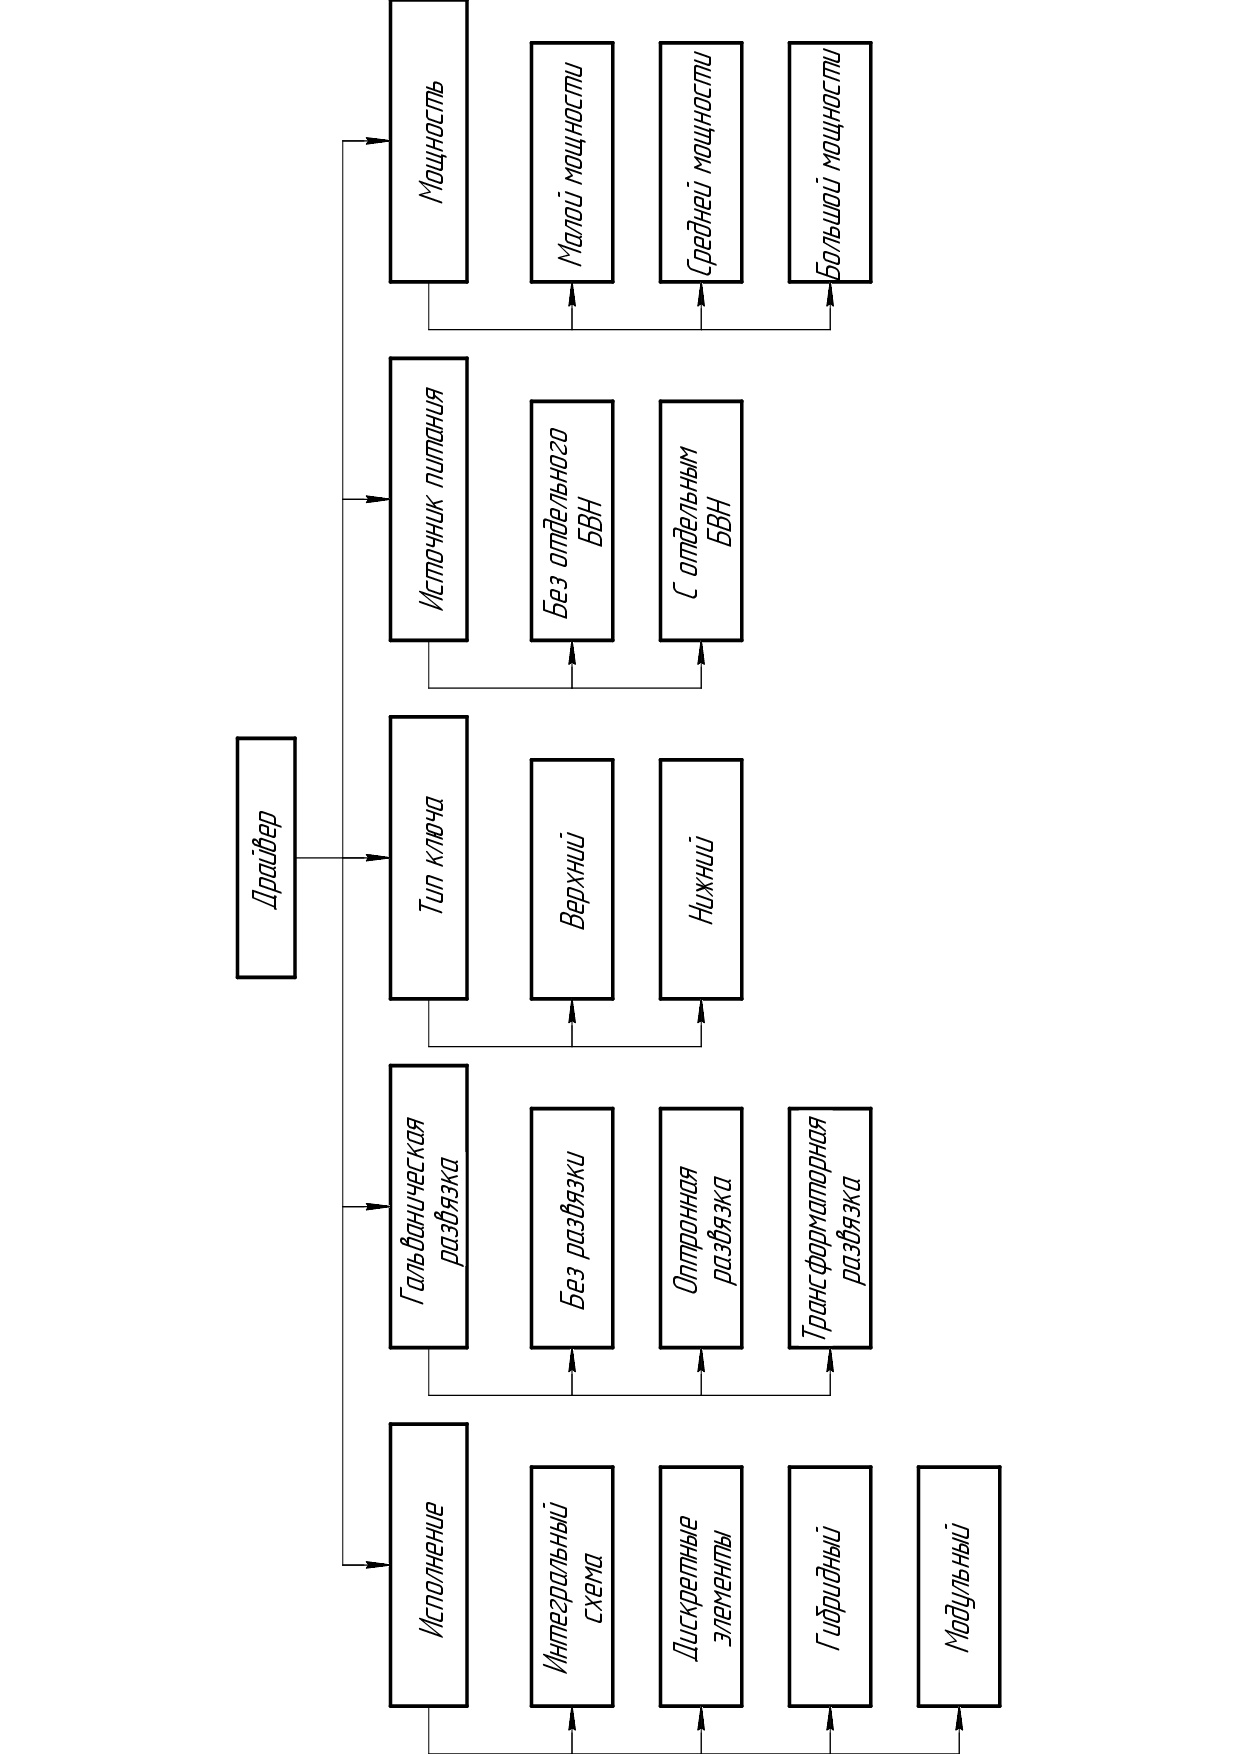 Драйвер
Исполнение
Интегральный
схема
Дискретные
элементы
Гибридный
Модульный
Гальваническая
развязка
Без развязки
Оптронная
развязка
Трансформаторная
развязка
Тип ключа
Верхний
Нижний
Источник питания
Без отдельного
БВН
С отдельным
БВН
Мощность
Малой мощности
Средней мощности
Большой мощности